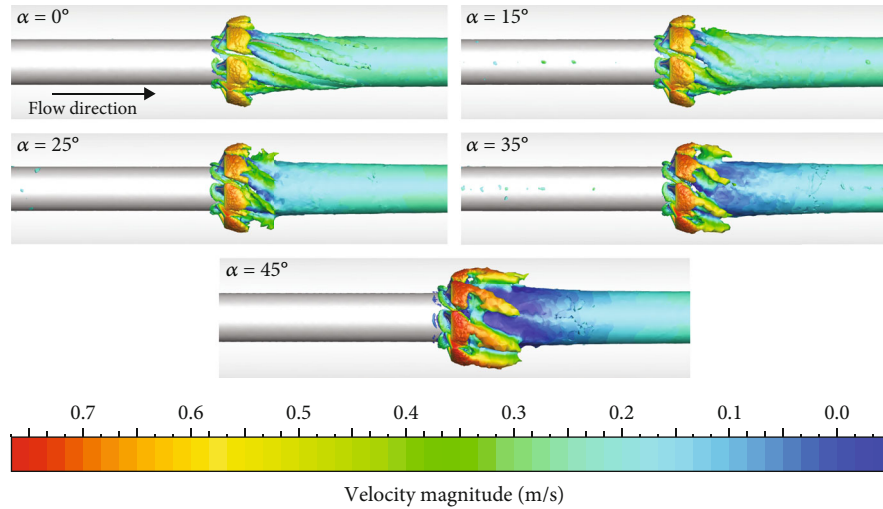 α = 0°
α = 15°
Flow direction
α = 25°
α = 35°
α = 45°
0.7 0.6 0.5 0.4 0.3 0.2 0.1 0.0
Velocity magnitude (m/s)